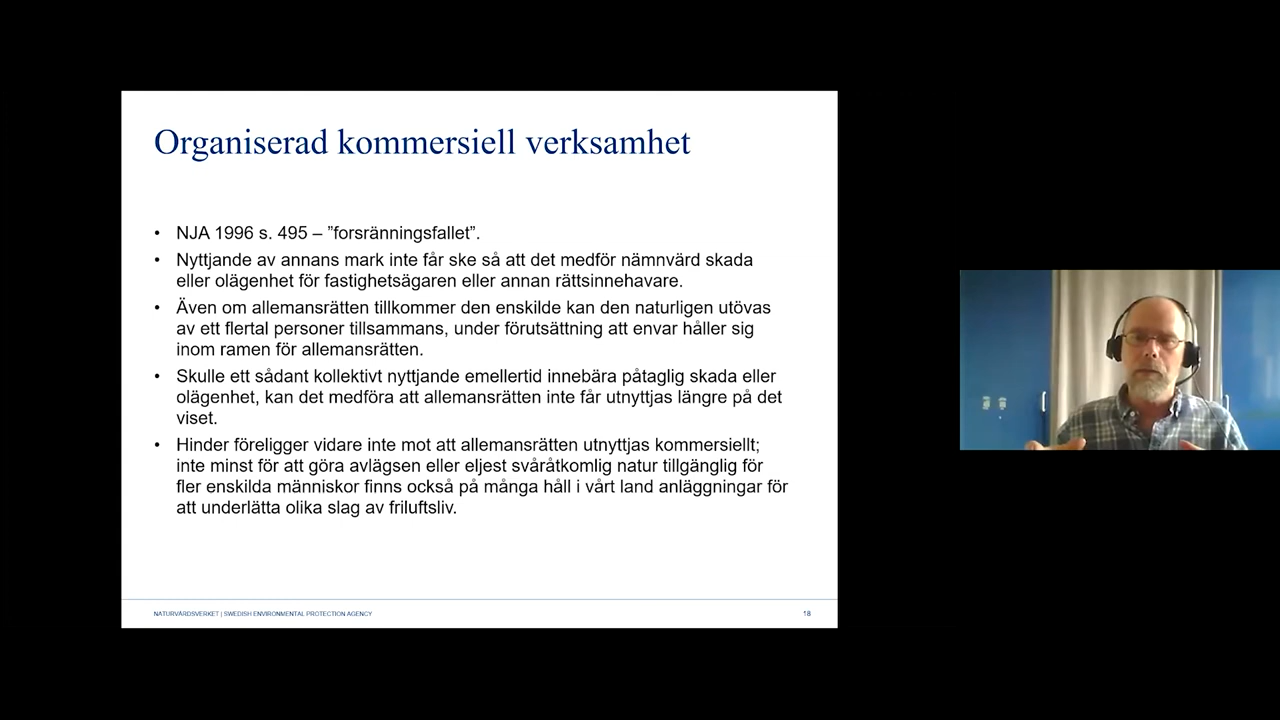 Organiserad kommersiell verksamhet
• NJA 1996 s. 495 – ”forsränningsfallet”.
• Nyttjande av annans mark inte får ske så att det medför nämnvärd skada
eller olägenhet för fastighetsägaren eller annan rättsinnehavare.
• Även om allemansrätten tillkommer den enskilde kan den naturligen utövas
av ett flertal personer tillsammans, under förutsättning att envar håller sig
inom ramen för allemansrätten.
• Skulle ett sådant kollektivt nyttjande emellertid innebära påtaglig skada eller
olägenhet, kan det medföra att allemansrätten inte får utnyttjas längre på det
viset.
• Hinder föreligger vidare inte mot att allemansrätten utnyttjas kommersiellt;
inte minst för att göra avlägsen eller eljest svåråtkomlig natur tillgänglig för
fler enskilda människor finns också på många håll i vårt land anläggningar för
att underlätta olika slag av friluftsliv.
NATURVÅRDSVERKET | SWEDISH ENVIRONMENTAL PROTECTION AGENCY
18